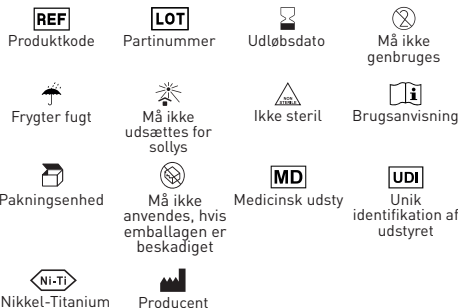 REF LOT
Produktkode Partinummer Udløbsdato Må ikke
genbruges
NON
STERILE
Frygter fugt Må ikke
udsættes for
sollys
Ikke steril Brugsanvisning
MD UDI
Pakningsenhed Må ikke
anvendes, hvis
emballagen er
beskadiget
Medicinsk udsty Unik
identifikation af
udstyret
Ni-Ti
Nikkel-Titanium Producent